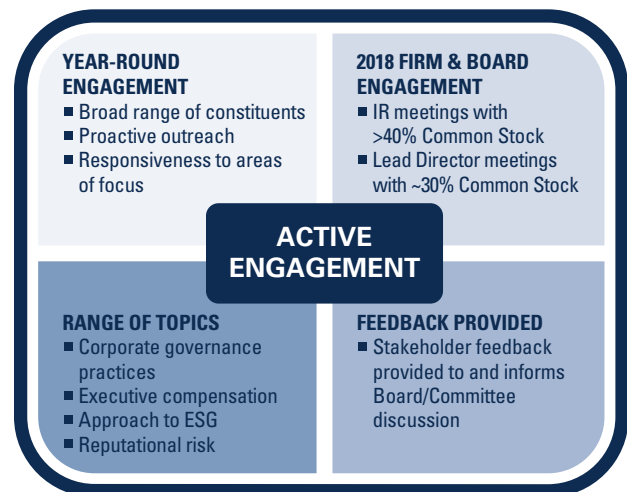 YEAR-ROUND
ENGAGEMENT
■ Broad range of constituents
■ Proactive outreach
■ Responsiveness to areas
of focus
2018 FIRM & BOARD
ENGAGEMENT
■ IR meetings with
>40% Common Stock
■ Lead Director meetings
with ~30% Common Stock
ACTIVE
ENGAGEMENT
RANGE OF TOPICS
■ Corporate governance
practices
■ Executive compensation
■ Approach to ESG
■ Reputational risk
FEEDBACK PROVIDED
■ Stakeholder feedback
provided to and informs
Board/Committee
discussion